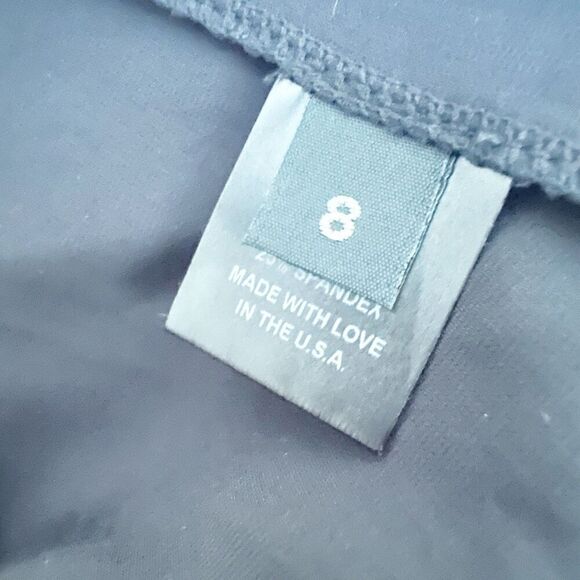 8
SPANDEX
MADE WITH LOVE
IN THE U.S.A.